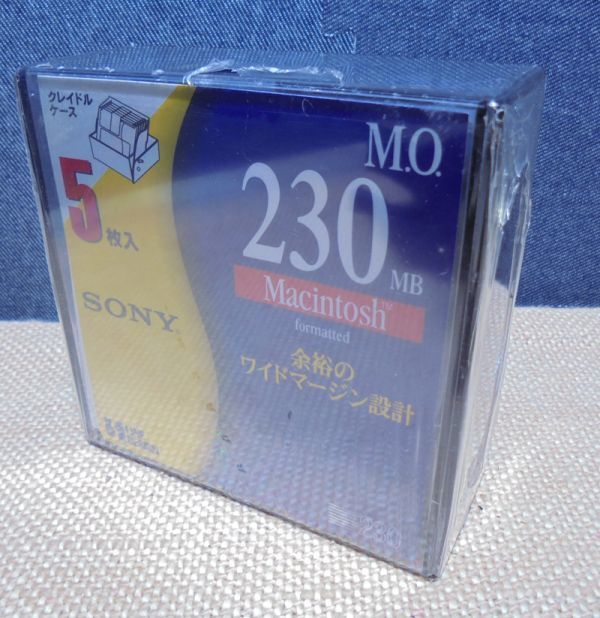 クレイドル
ケース
5
枚入
SONY
M.O.
230
MB
Macintosh™
formatted
余裕の
ワイドマージン設計
230